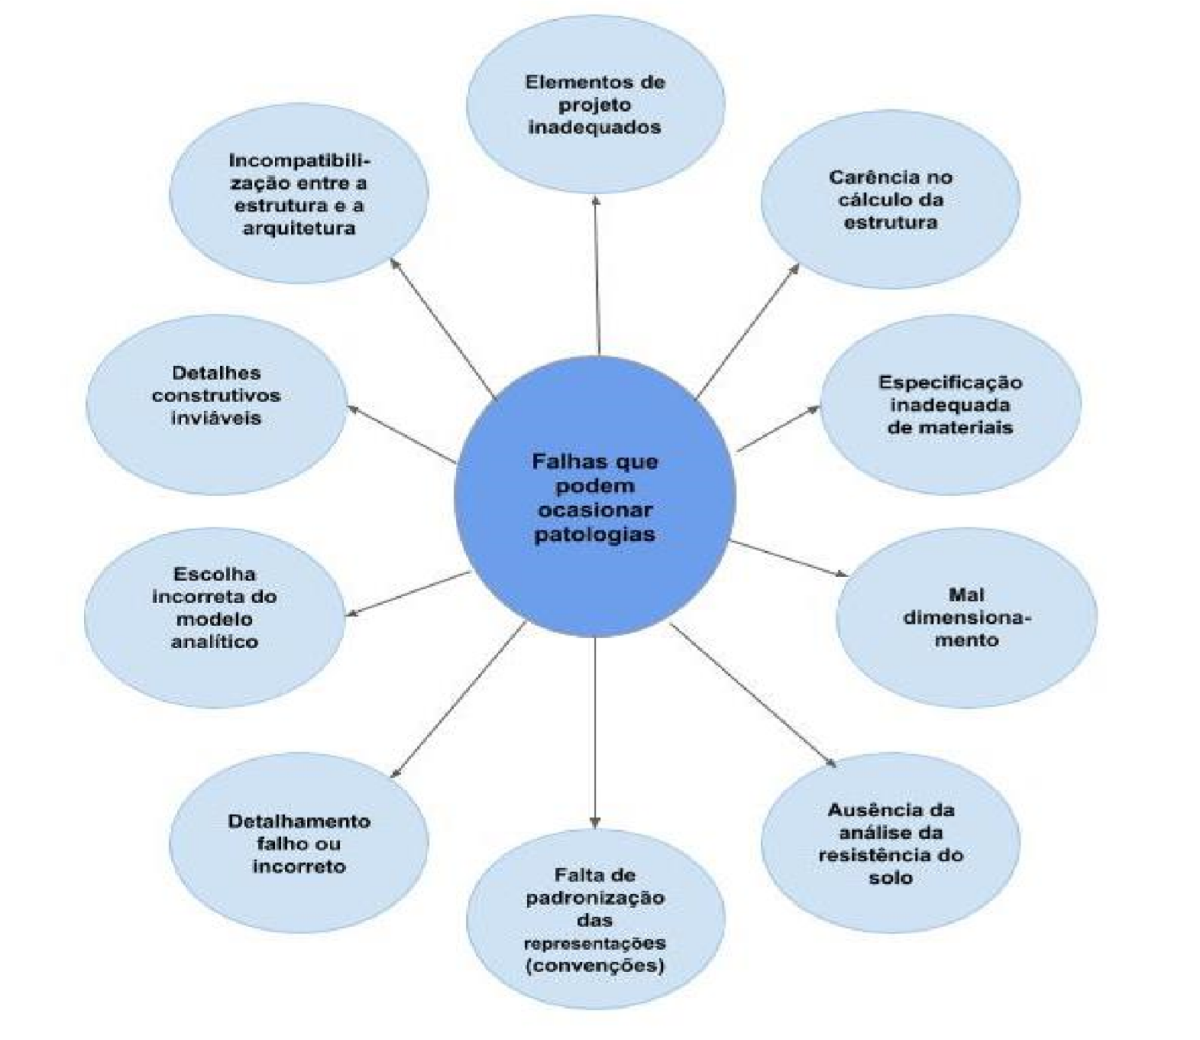 Elementos de
projeto
inadequados
Incompatibili-
zação entre a
estrutura e a
arquitetura
Carência no
cálculo da
estrutura
Detalhes
construtivos
inviáveis
Especificação
inadequada
de materiais
Falhas que
podem
ocasionar
patologias
Escolha
incorreta do
modelo
analítico
Mal
dimensiona-
mento
Detalhamento
falho ou
incorreto
Ausência da
análise da
resistência do
solo
Falta de
padronização
das
representações
(convenções)